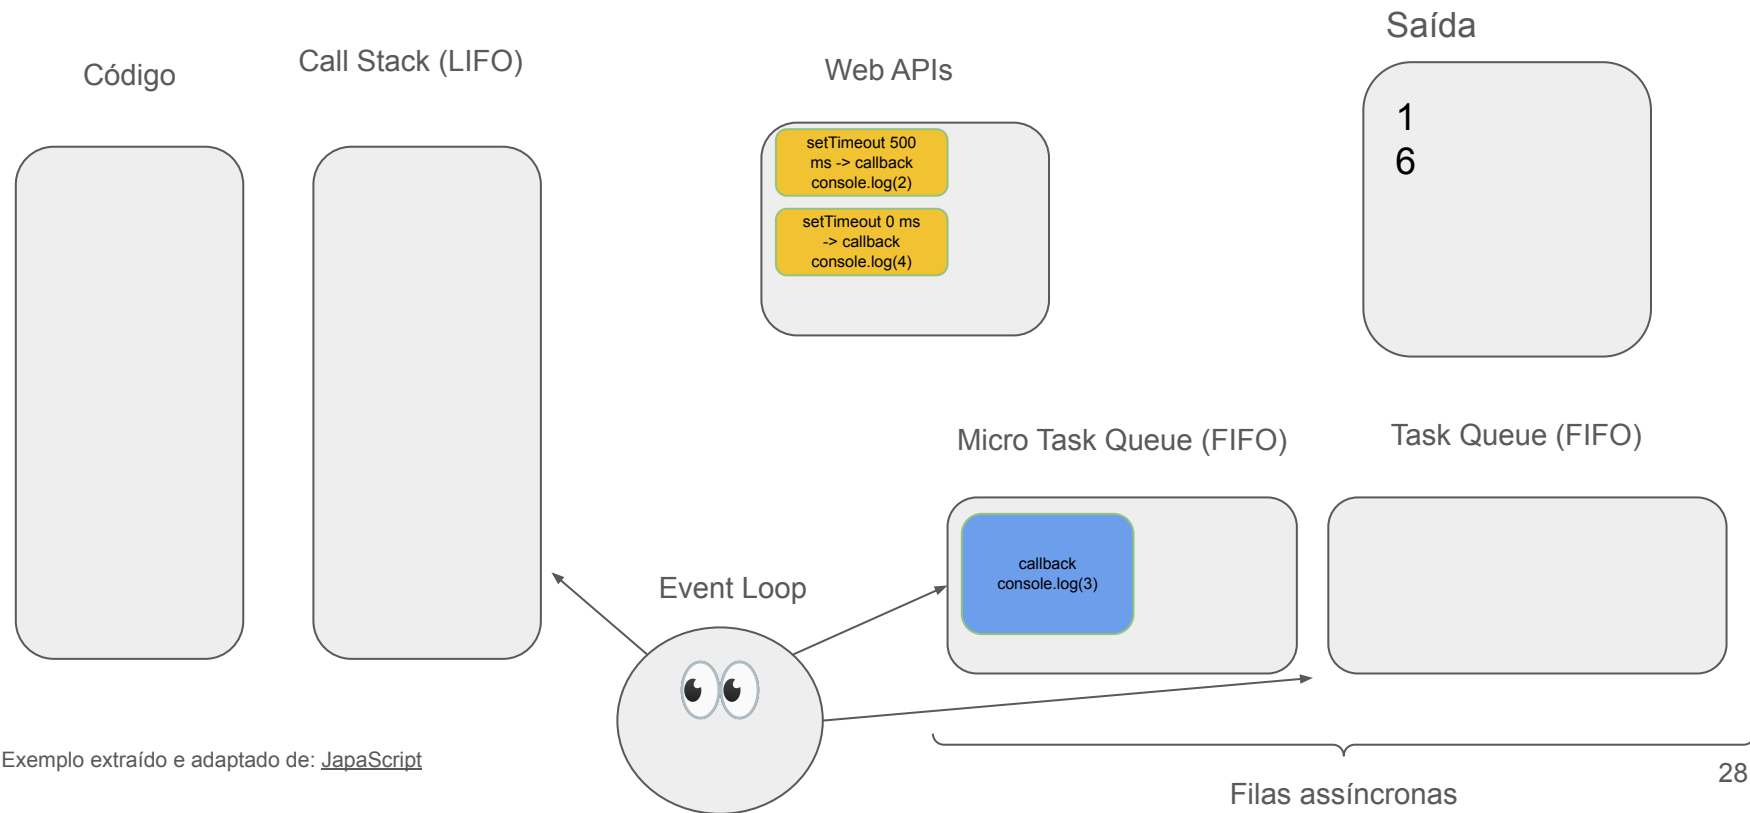 Saída
Código
Call Stack (LIFO)
Web APIs
setTimeout 500
ms -> callback
console.log(2)
setTimeout 0 ms
-> callback
console.log(4)
1
6
Micro Task Queue (FIFO)
Task Queue (FIFO)
callback
console.log(3)
Event Loop
Exemplo extraído e adaptado de: JapaScript
Filas assíncronas
28